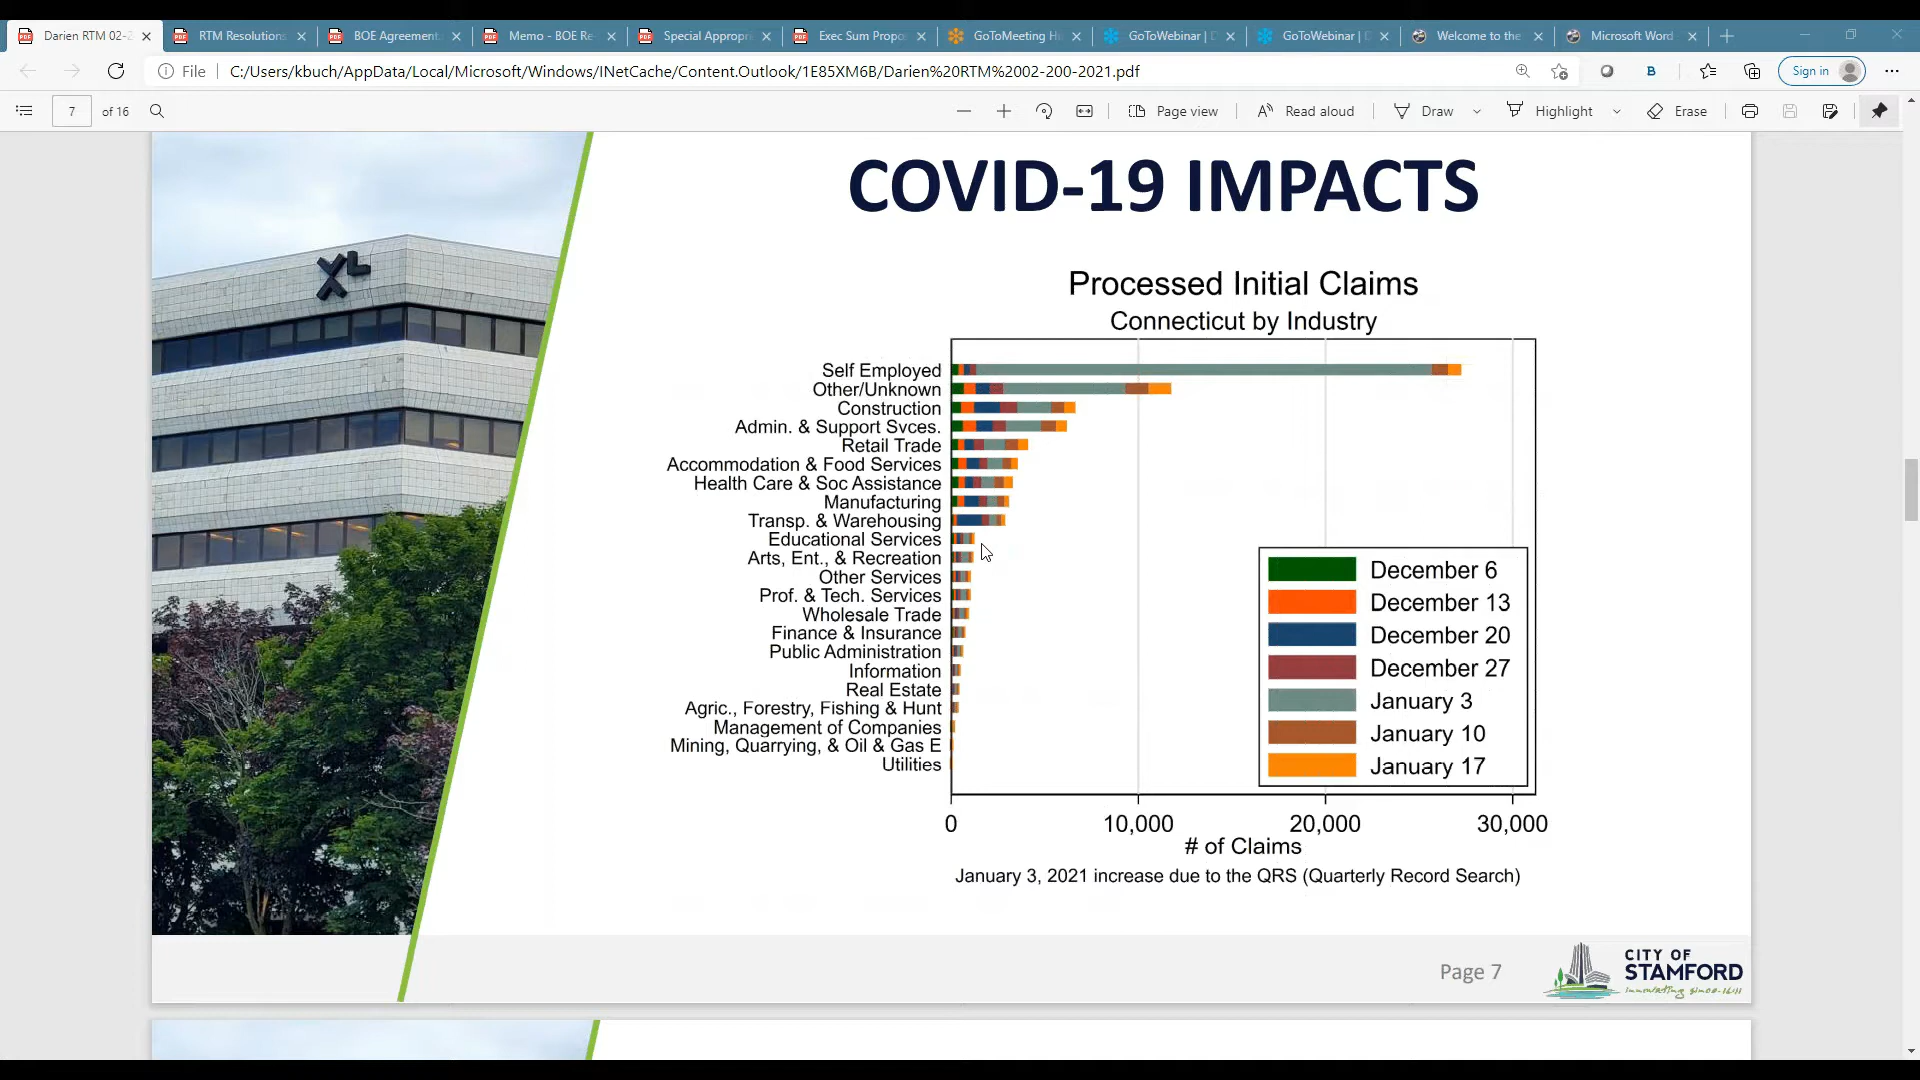 Darien RTM 02-2
RTM Resolutions
BOE Agreement
Memo - BOE Re
Special Appropri
Exec Sum Propo
GoToMeeting H
GoToWebinar | D
GoToWebinar | D
Welcome to the
Microsoft Word
File
C:/Users/kbuch/AppData/Local/Microsoft/Windows/INetCache/Content.Outlook/1E85XM6B/Darien%20RTM%2002-200-2021.pdf
B
Sign in
7 of 16
Page view
Read aloud
Draw
Highlight
Erase
XL
COVID-19 IMPACTS
Processed Initial Claims
Connecticut by Industry
Self Employed
Other/Unknown
Construction
Admin. & Support Svces.
Retail Trade
Accommodation & Food Services
Health Care & Soc Assistance
Manufacturing
Transp. & Warehousing
Educational Services
Arts, Ent., & Recreation
Other Services
Prof. & Tech. Services
Wholesale Trade
Finance & Insurance
Public Administration
Information
Real Estate
Agric., Forestry, Fishing & Hunt
Management of Companies
Mining, Quarrying, & Oil & Gas E
Utilities
December 6
December 13
December 20
December 27
January 3
January 10
January 17
0 10,000 20,000 30,000
# of Claims
January 3, 2021 increase due to the QRS (Quarterly Record Search)
Page 7
CITY OF
STAMFORD
innovating since 1641